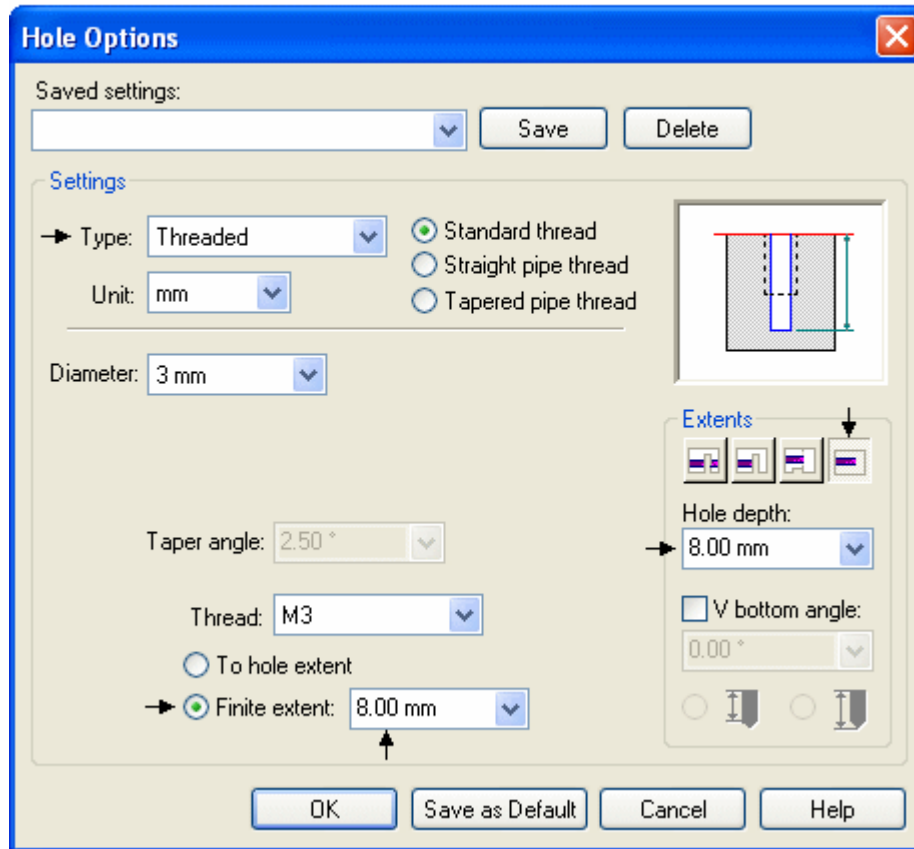 Hole Options
Saved settings:
Save
Delete
Settings
Type: Threaded
Standard thread
Straight pipe thread
Unit: mm
Tapered pipe thread
Diameter: 3 mm
Extents
Hole depth:
Taper angle: 2.50 °
8.00 mm
Thread: M3
V bottom angle:
0.00 °
To hole extent
Finite extent: 8.00 mm
OK
Save as Default
Cancel
Help